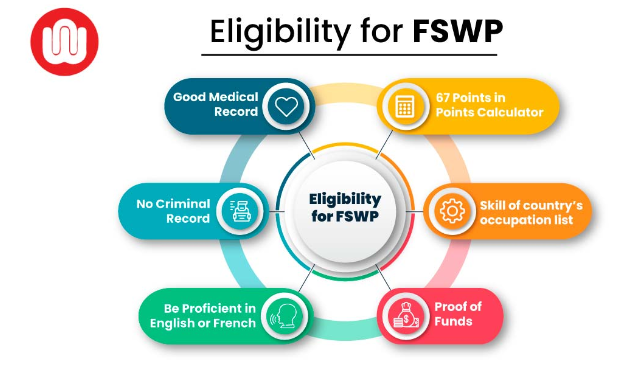 Eligibility for FSWP
Good Medical
Record
67 Points in
Points Calculator
No Criminal
Record
Eligibility
for FSWP
Skill of country's
occupation list
Be Proficient in
English or French
Proof of
Funds